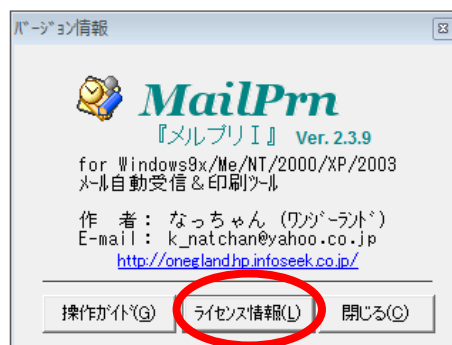 ﾊﾞｰｼﾞｮﾝ情報
MailPrn
『メルプリⅠ』 Ver. 2.3.9
for Windows9x/Me/NT/2000/XP/2003
ﾒｰﾙ自動受信＆印刷ﾂｰﾙ
作　者： なっちゃん (ﾜﾝｼﾞｰﾗﾝﾄﾞ)
E-mail： k_natchan@yahoo.co.jp
http://onegland.hp.infoseek.co.jp/
操作ｶﾞｲﾄﾞ(G) ﾗｲｾﾝｽ情報(L) 閉じる(C)